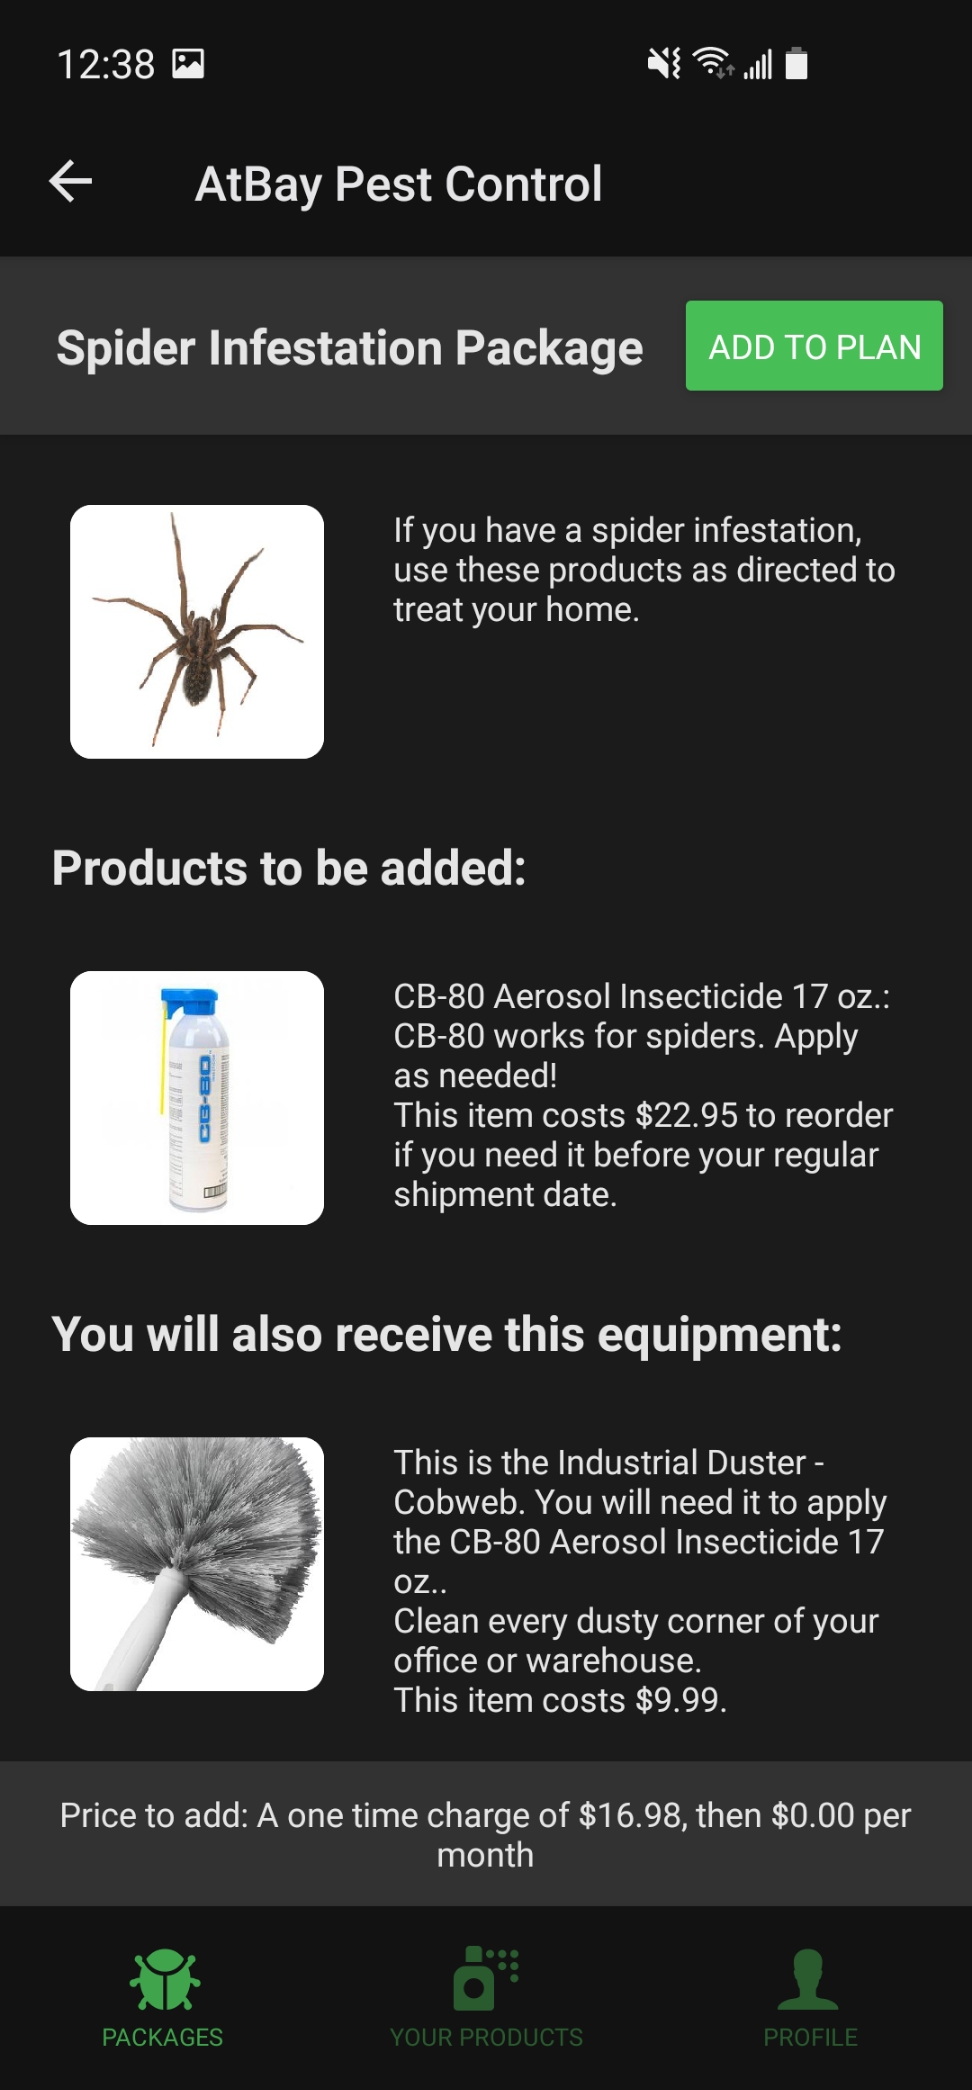 12:38
AtBay Pest Control
Spider Infestation Package
ADD TO PLAN
If you have a spider infestation,
use these products as directed to
treat your home.
Products to be added:
CB-80
CB-80 Aerosol Insecticide 17 oz.:
CB-80 works for spiders. Apply
as needed!
This item costs $22.95 to reorder
if you need it before your regular
shipment date.
You will also receive this equipment:
This is the Industrial Duster -
Cobweb. You will need it to apply
the CB-80 Aerosol Insecticide 17
oz..
Clean every dusty corner of your
office or warehouse.
This item costs $9.99.
Price to add: A one time charge of $16.98, then $0.00 per
month
PACKAGES
YOUR PRODUCTS
PROFILE